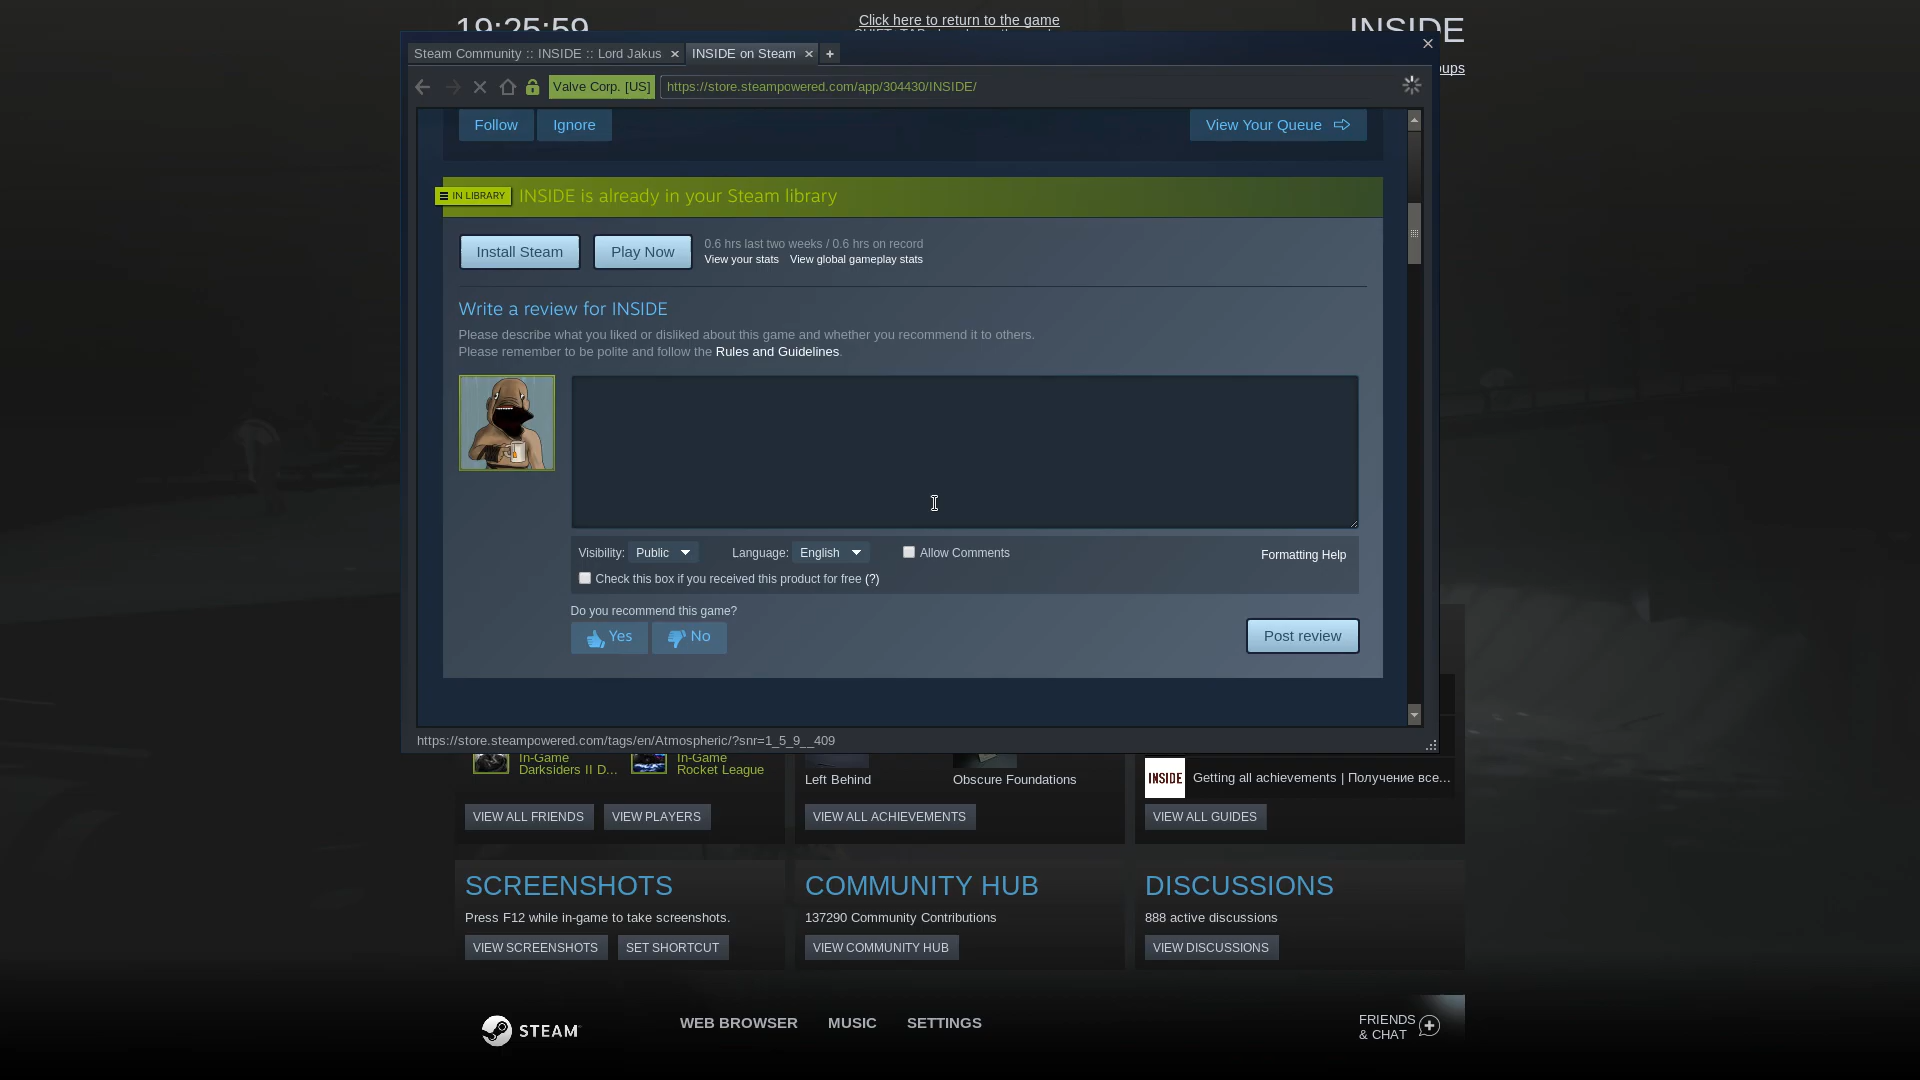 19:25:59
Click here to return to the game
INSIDE
Steam Community :: INSIDE :: Lord Jakus
INSIDE on Steam
Valve Corp. [US]
https://store.steampowered.com/app/304430/INSIDE/
Follow
Ignore
View Your Queue
IN LIBRARY
INSIDE is already in your Steam library
Install Steam
Play Now
0.6 hrs last two weeks / 0.6 hrs on record
View your stats
View global gameplay stats
Write a review for INSIDE
Please describe what you liked or disliked about this game and whether you recommend it to others.
Please remember to be polite and follow the Rules and Guidelines.
Visibility: Public
Language: English
Allow Comments
Formatting Help
Check this box if you received this product for free (?)
Do you recommend this game?
Yes
No
Post review
https://store.steampowered.com/tags/en/Atmospheric/?snr=1_5_9__409
In-Game
Darksiders II D...
In-Game
Rocket League
Left Behind
Obscure Foundations
INSIDE
Getting all achievements | Получение все...
VIEW ALL FRIENDS
VIEW PLAYERS
VIEW ALL ACHIEVEMENTS
VIEW ALL GUIDES
SCREENSHOTS
Press F12 while in-game to take screenshots.
VIEW SCREENSHOTS
SET SHORTCUT
COMMUNITY HUB
137290 Community Contributions
VIEW COMMUNITY HUB
DISCUSSIONS
888 active discussions
VIEW DISCUSSIONS
STEAM
WEB BROWSER
MUSIC
SETTINGS
FRIENDS
& CHAT